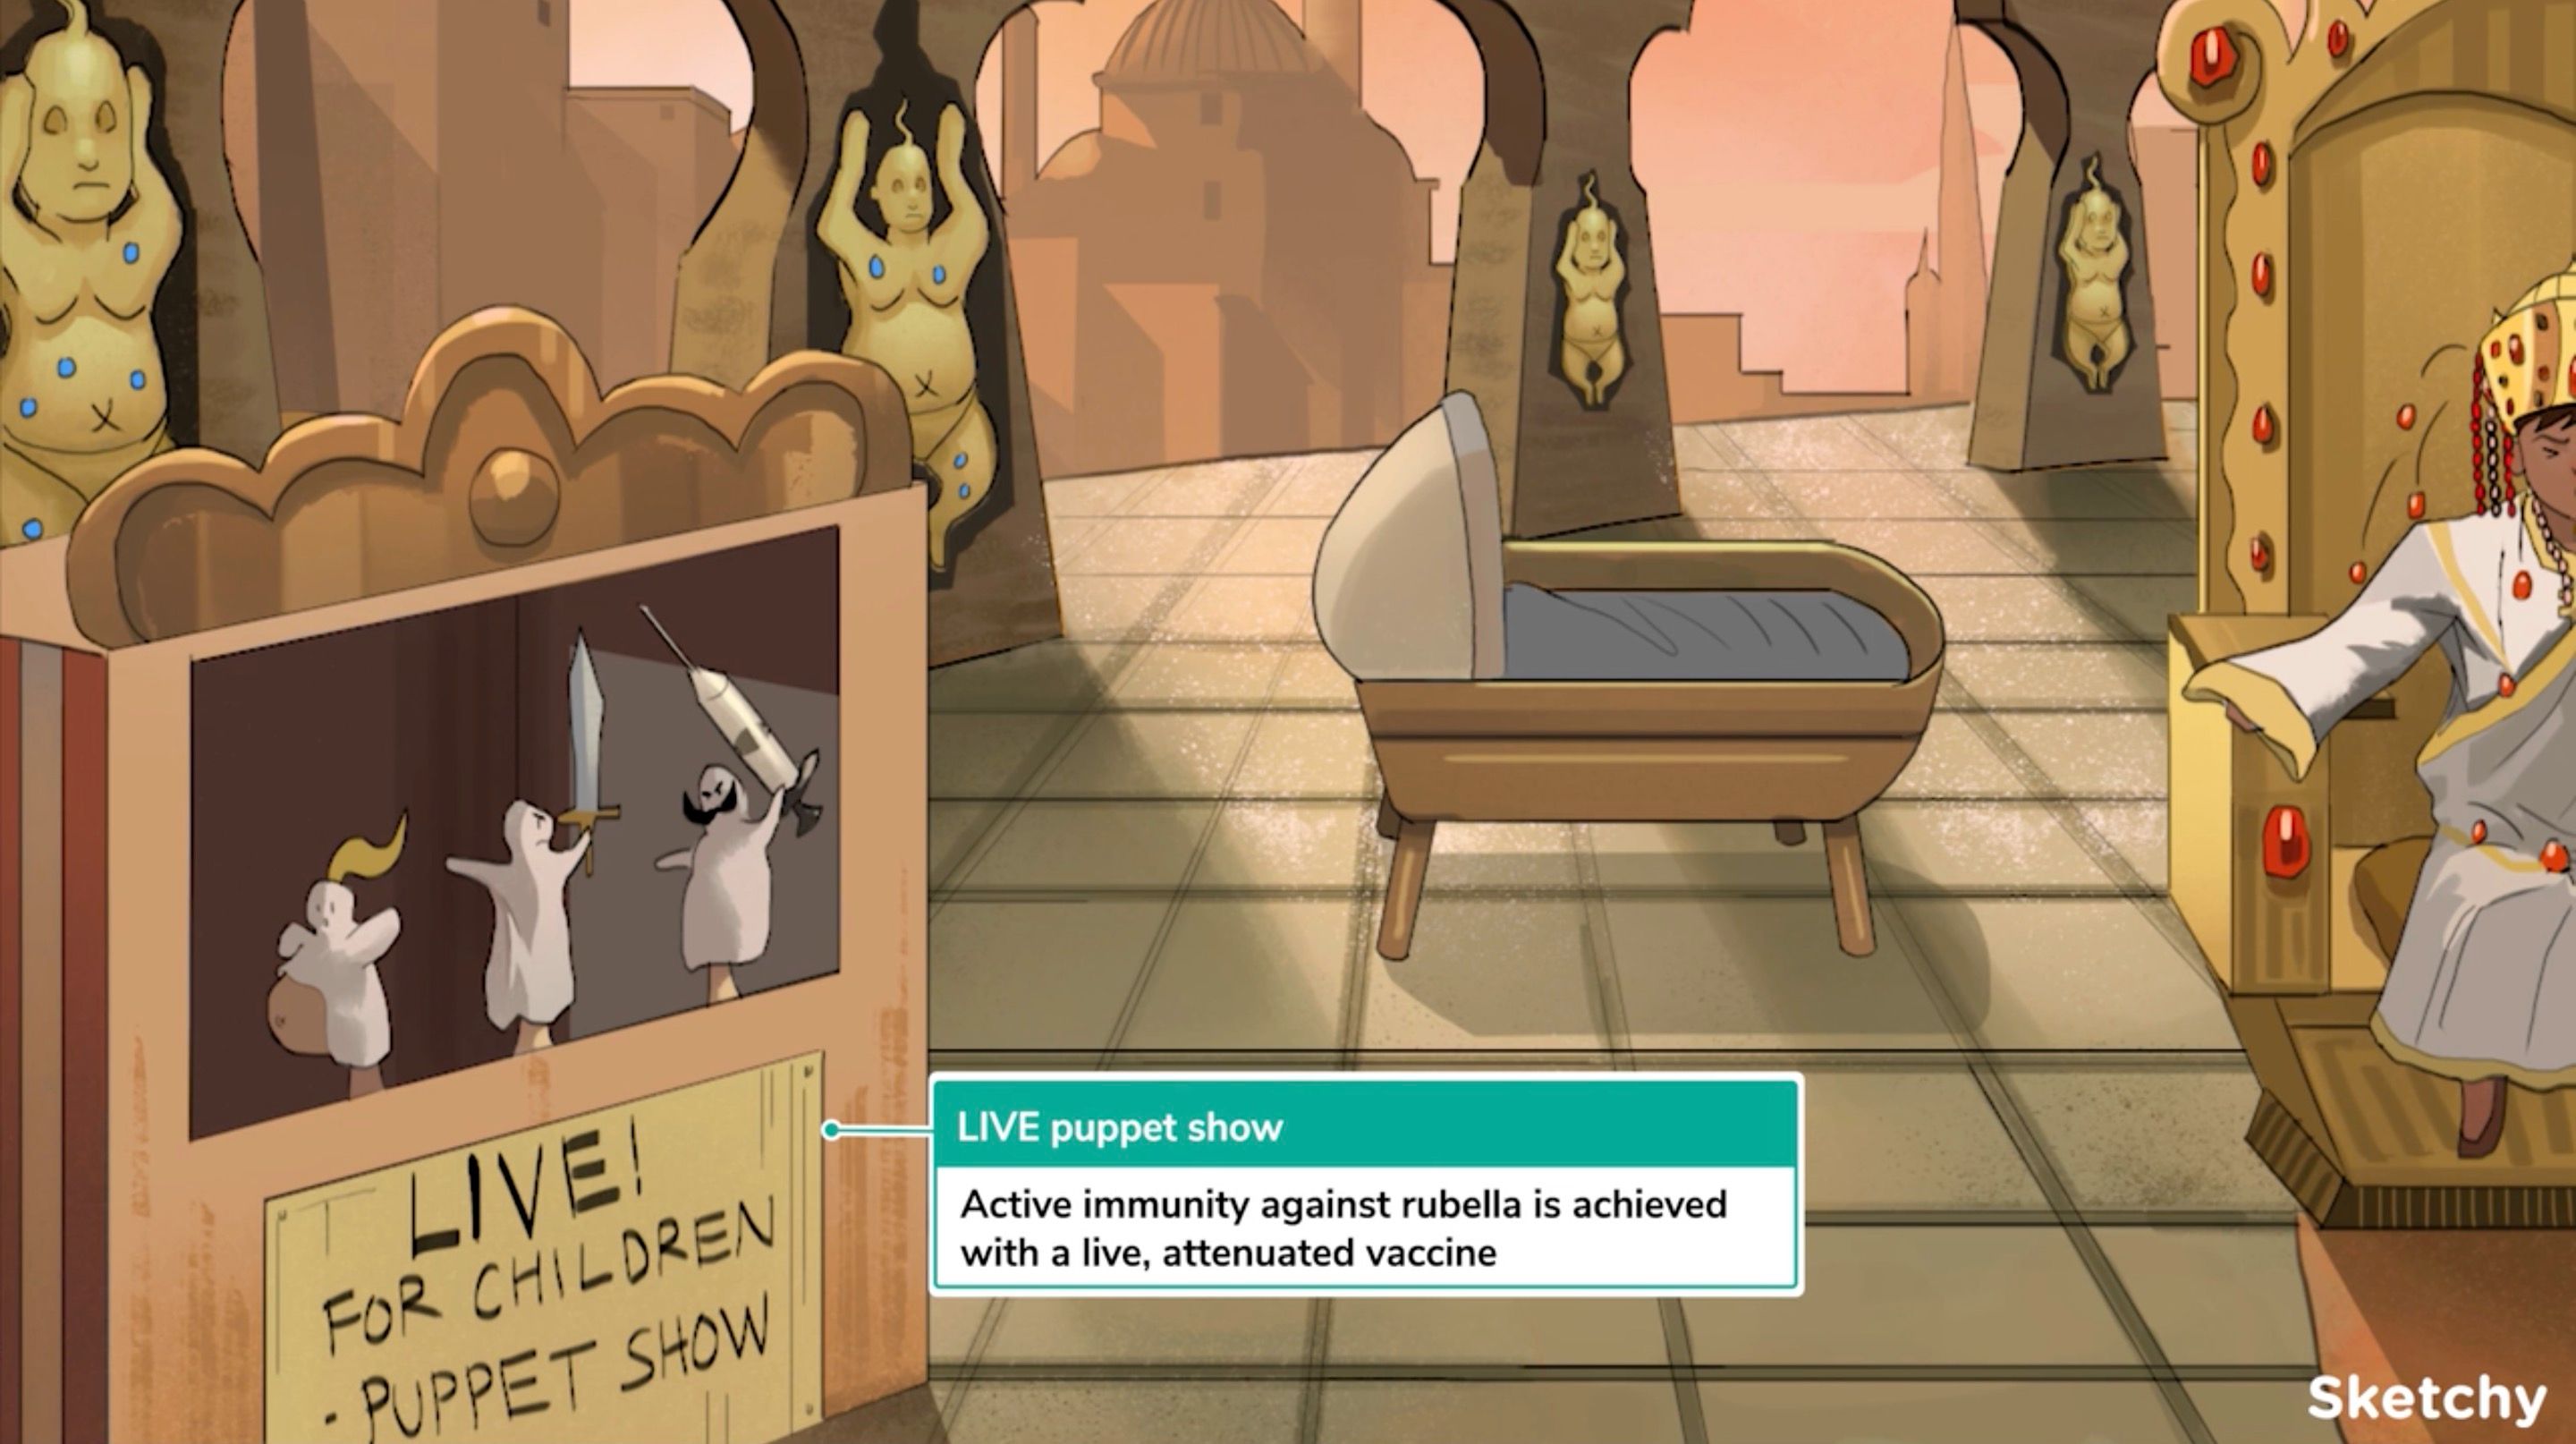 LIVE!
FOR CHILDREN
- PUPPET SHOW
LIVE puppet show
Active immunity against rubella is achieved
with a live, attenuated vaccine
Sketchy